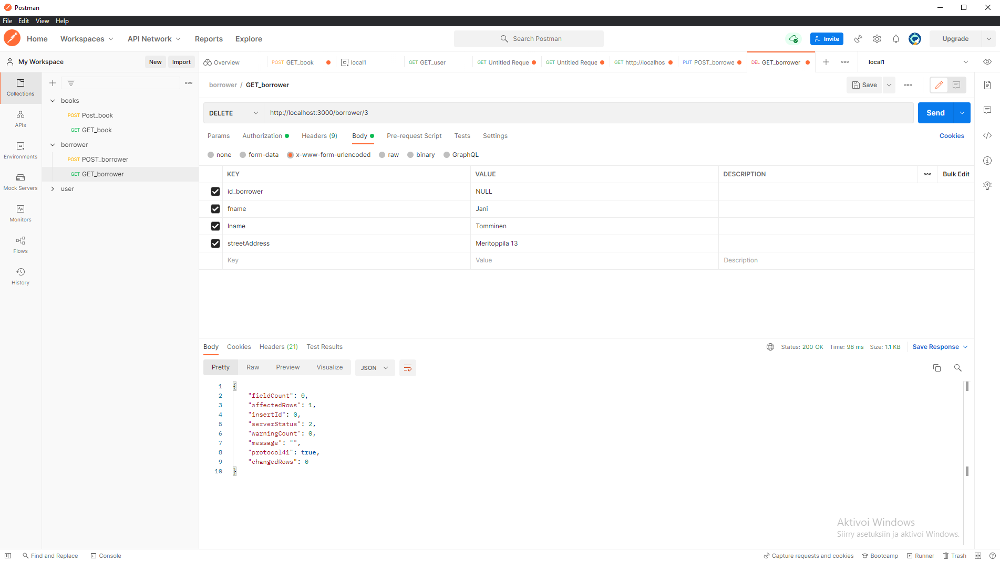 Postman
File Edit View Help
Home Workspaces API Network Reports Explore Search Postman Invite Upgrade
My Workspace New Import Overview POST GET_book local1 GET GET_user GET Untitled Reque GET Untitled Reque GET http://localhos PUT POST_borrowe DEL GET_borrower local1
Collections
APIs
Environments
Mock Servers
Monitors
Flows
History
books
POST Post_book
GET GET_book
borrower
POST POST_borrower
GET GET_borrower
user
borrower / GET_borrower Save
DELETE http://localhost:3000/borrower/3 Send
Params Authorization Headers (9) Body Pre-request Script Tests Settings Cookies
none form-data x-www-form-urlencoded raw binary GraphQL
KEY VALUE DESCRIPTION Bulk Edit
id_borrower NULL
fname Jani
lname Tomminen
streetAddress Meritoppila 13
Key Value Description
Body Cookies Headers (21) Test Results Status: 200 OK Time: 98 ms Size: 1.1 KB Save Response
Pretty Raw Preview Visualize JSON
1 {
2 "fieldCount": 0,
3 "affectedRows": 1,
4 "insertId": 0,
5 "serverStatus": 2,
6 "warningCount": 0,
7 "message": "",
8 "protocol41": true,
9 "changedRows": 0
10 }
Aktivoi Windows
Siirry asetuksiin ja aktivoi Windows.
Find and Replace Console Capture requests and cookies Bootcamp Runner Trash